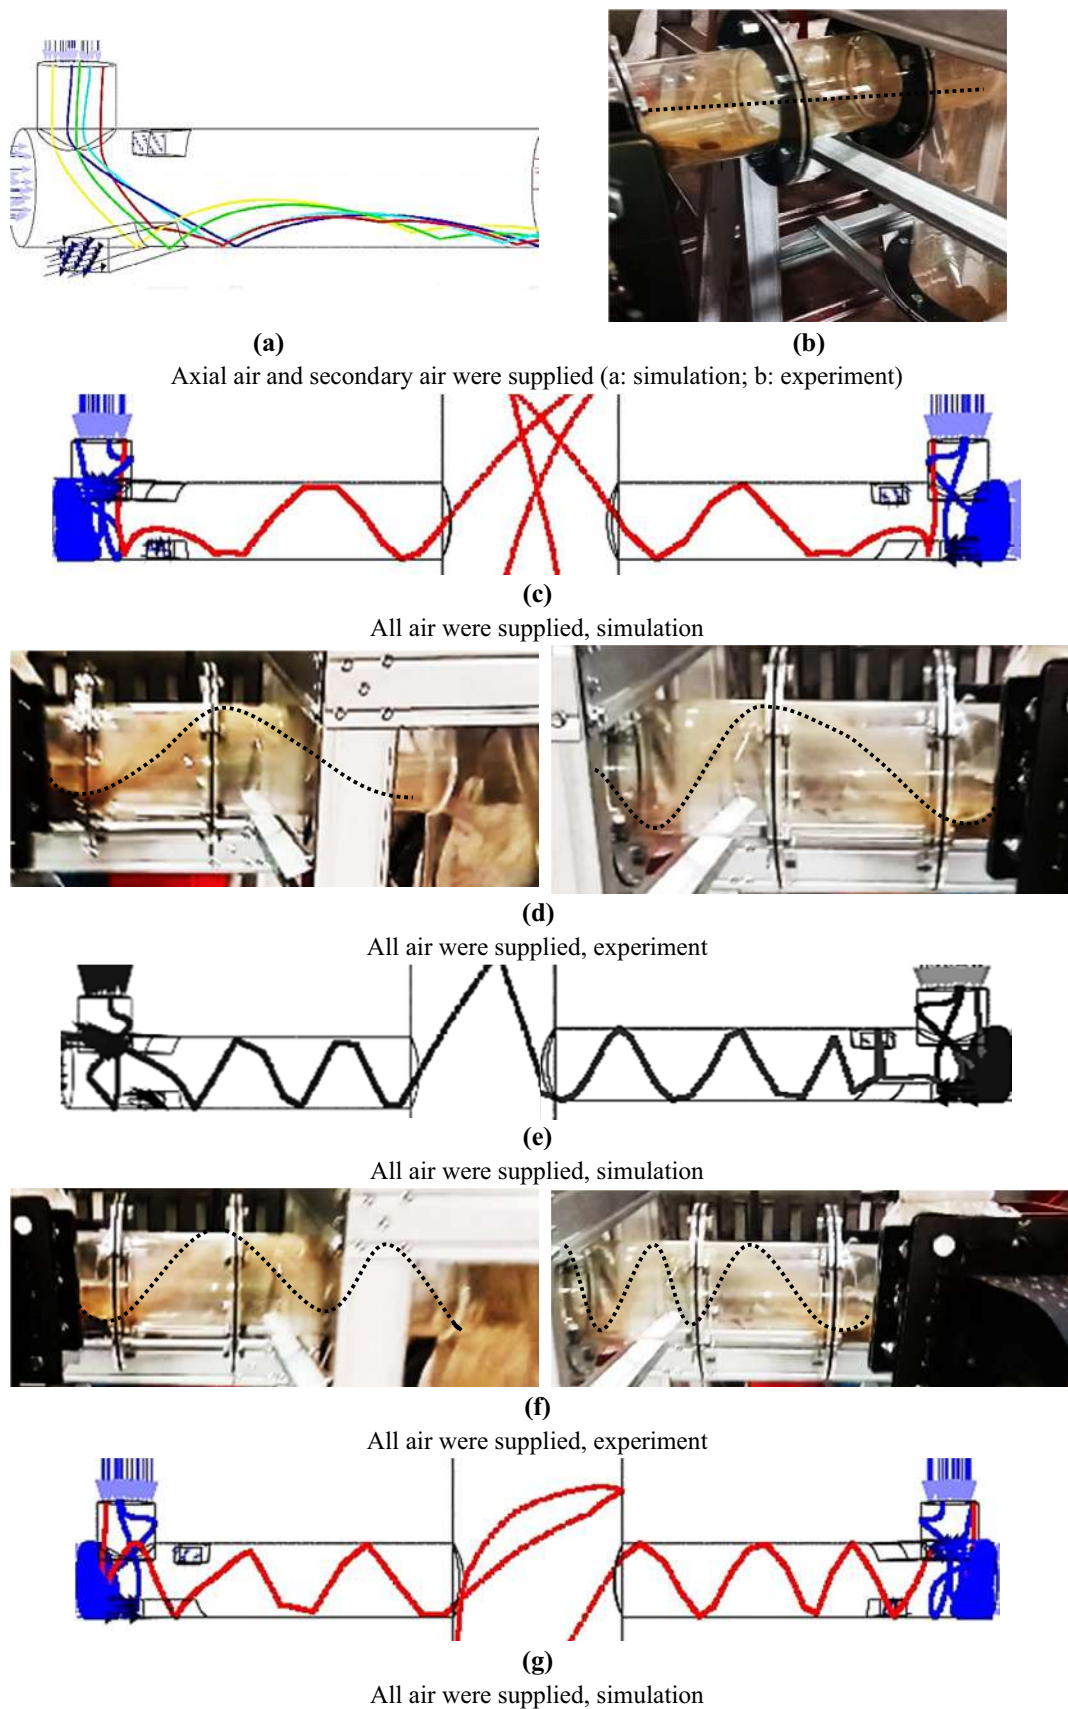 (a)
(b)
Axial air and secondary air were supplied (a: simulation; b: experiment)
(c)
All air were supplied, simulation
(d)
All air were supplied, experiment
(e)
All air were supplied, simulation
(f)
All air were supplied, experiment
(g)
All air were supplied, simulation